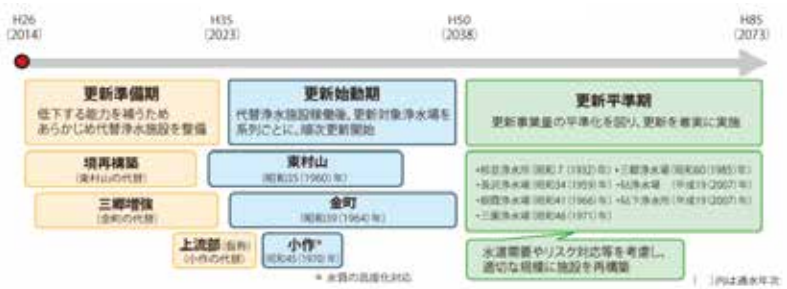 H26
(2014)
H35
(2023)
H50
(2038)
H85
(2073)
更新準備期
低下する能力を補うため
あらかじめ代替浄水施設を整備
更新始動期
代替浄水施設稼働後、更新対象浄水場を
系列ごとに、順次更新開始
更新平準期
更新事業量の平準化を図り、更新を着実に実施
境再構築
(東村山の代替)
東村山
(昭和35(1960)年)
三郷増強
(金町の代替)
金町
(昭和39(1964)年)
上流部(仮称)
(小作の代替)
小作*
(昭和45(1970)年)
* 水質の高度化対応
(昭和7(1932)年) •三郷浄水場(昭和60(1985)年)
•長沢浄水場(昭和34(1959)年) 浄水場 (平成19(2007)年)
•朝霞浄水場(昭和41(1966)年) (平成19(2007)年)
•三園浄水場(昭和46(1971)年)
水道需要やリスク対応等を考慮し、
適切な規模に施設を再構築
( )内は通水年次